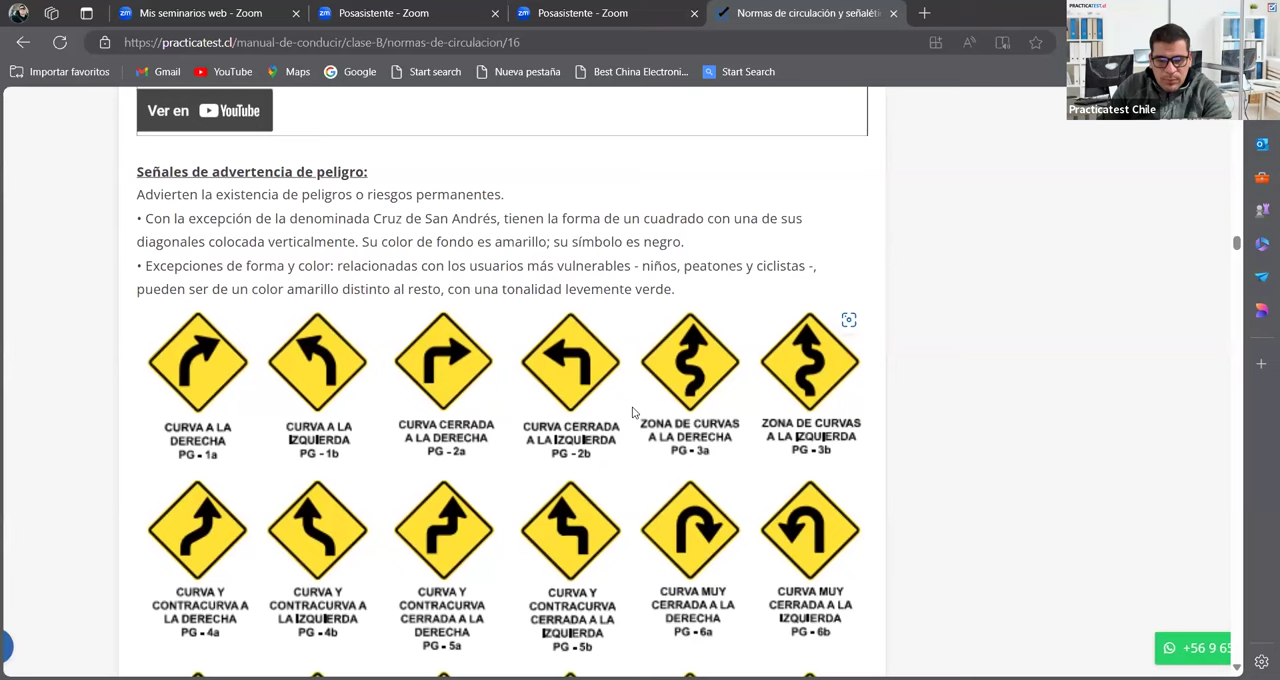 Mis seminarios web - Zoom
Posasistente - Zoom
Posasistente - Zoom
Normas de circulación y señaléti
https://practicatest.cl/manual-de-conducir/clase-B/normas-de-circulacion/16
Importar favoritos
Gmail
YouTube
Maps
Google
Start search
Nueva pestaña
Best China Electroni...
Start Search
PRACTICATEST.cl
Practicatest Chile
Ver en YouTube
Señales de advertencia de peligro:
Advierten la existencia de peligros o riesgos permanentes.
• Con la excepción de la denominada Cruz de San Andrés, tienen la forma de un cuadrado con una de sus
diagonales colocada verticalmente. Su color de fondo es amarillo; su símbolo es negro.
• Excepciones de forma y color: relacionadas con los usuarios más vulnerables - niños, peatones y ciclistas -,
pueden ser de un color amarillo distinto al resto, con una tonalidad levemente verde.
CURVA A LA
DERECHA
PG - 1a
CURVA A LA
IZQUIERDA
PG - 1b
CURVA CERRADA
A LA DERECHA
PG - 2a
CURVA CERRADA
A LA IZQUIERDA
PG - 2b
ZONA DE CURVAS
A LA DERECHA
PG - 3a
ZONA DE CURVAS
A LA IZQUIERDA
PG - 3b
CURVA Y
CONTRACURVA A
LA DERECHA
PG - 4a
CURVA Y
CONTRACURVA A
LA IZQUIERDA
PG - 4b
CURVA Y
CONTRACURVA
CERRADA A LA
DERECHA
PG - 5a
CURVA Y
CONTRACURVA
CERRADA A LA
IZQUIERDA
PG - 5b
CURVA MUY
CERRADA A LA
DERECHA
PG - 6a
CURVA MUY
CERRADA A LA
IZQUIERDA
PG - 6b
+56 9 65